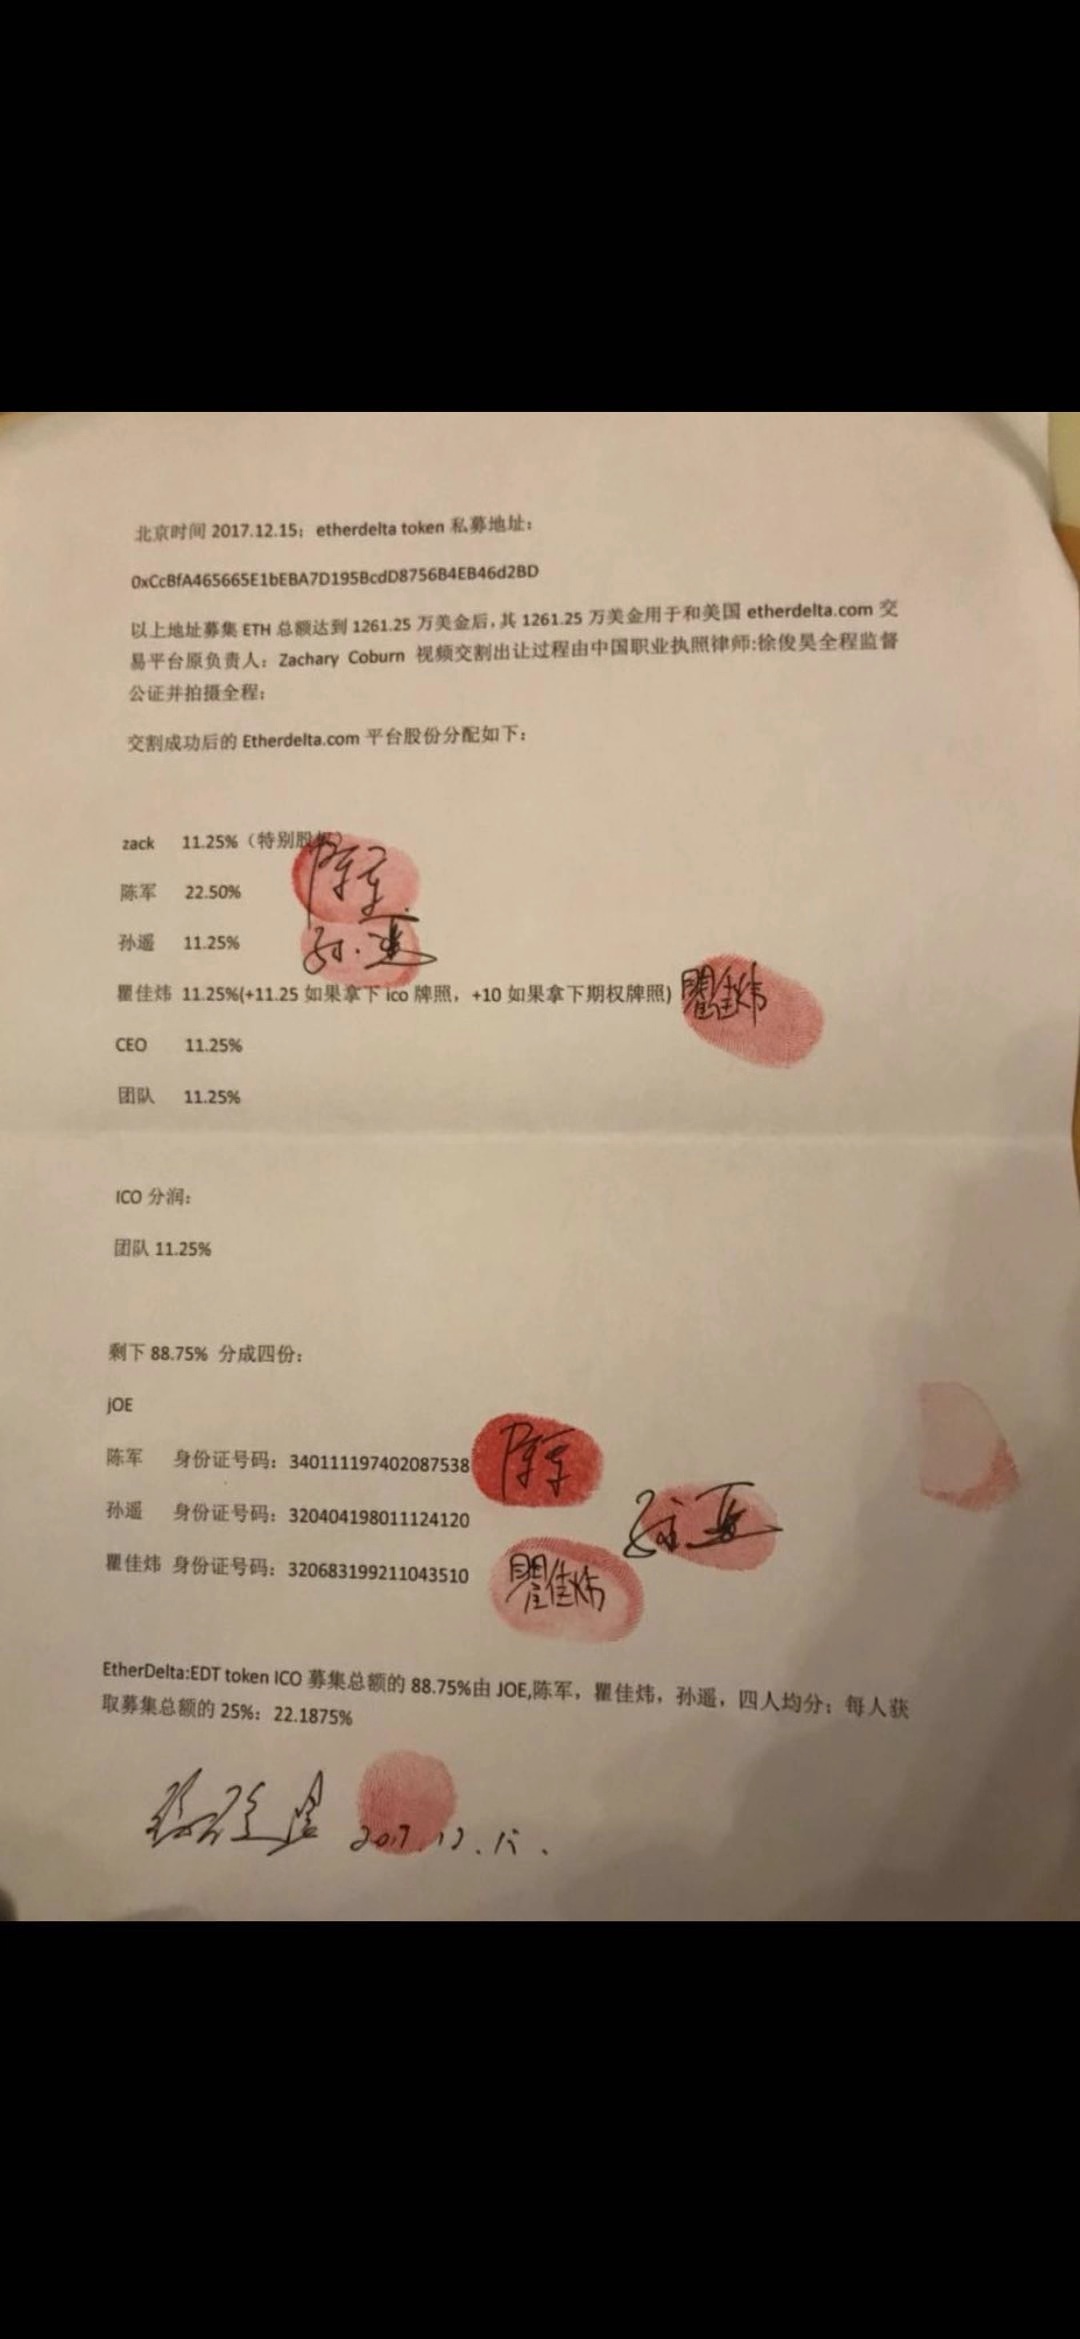 北京时间 2017.12.15；etherdelta token 私募地址：
0xCcBfA465665E1bEBA7D195BcdD8756B4EB46d2BD
以上地址募集 ETH 总额达到 1261.25 万美金后，其 1261.25 万美金用于和美国 etherdelta.com 交
易平台原负责人：Zachary Coburn 视频交割出让过程由中国职业执照律师:徐俊昊全程监督
公证并拍摄全程；
交割成功后的 Etherdelta.com 平台股份分配如下：
zack 11.25%（特别股权）
陈军 22.50% 陈军
孙遥 11.25% 孙遥
瞿佳炜 11.25%(+11.25 如果拿下 ico 牌照，+10 如果拿下期权牌照) 瞿佳炜
CEO 11.25%
团队 11.25%
ICO 分润：
团队 11.25%
剩下 88.75% 分成四份：
jOE
陈军 身份证号码：340111197402087538 陈军
孙遥 身份证号码：320404198011124120 孙遥
瞿佳炜 身份证号码：320683199211043510 瞿佳炜
EtherDelta:EDT token ICO 募集总额的 88.75%由 JOE,陈军，瞿佳炜，孙遥，四人均分；每人获
取募集总额的 25%：22.1875%
2017.12.15.